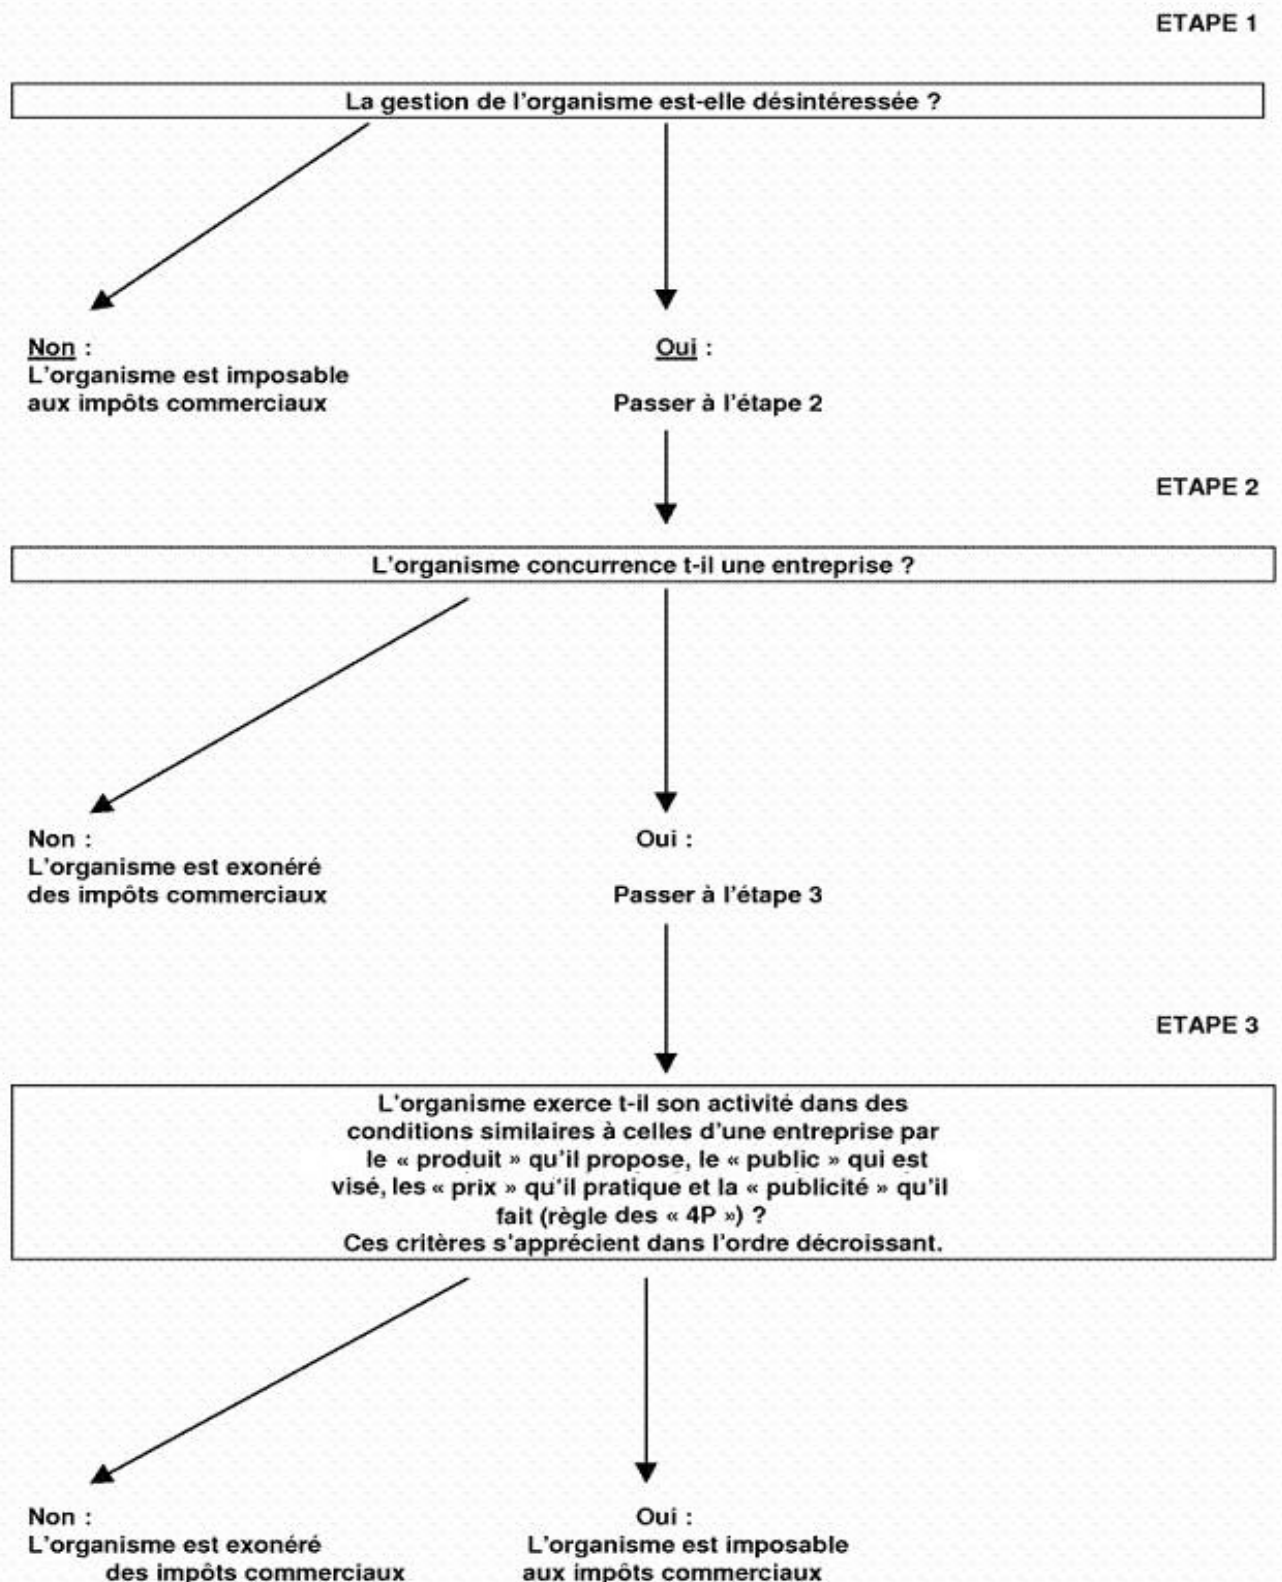 ETAPE 1
La gestion de l'organisme est-elle désintéressée ?
Non :
L'organisme est imposable
aux impôts commerciaux
Oui :
Passer à l'étape 2
ETAPE 2
L'organisme concurrence t-il une entreprise ?
Non :
L'organisme est exonéré
des impôts commerciaux
Oui :
Passer à l'étape 3
ETAPE 3
L'organisme exerce t-il son activité dans des
conditions similaires à celles d'une entreprise par
le « produit » qu'il propose, le « public » qui est
visé, les « prix » qu'il pratique et la « publicité » qu'il
fait (règle des « 4P ») ?
Ces critères s'apprécient dans l'ordre décroissant.
Non :
L'organisme est exonéré
des impôts commerciaux
Oui :
L'organisme est imposable
aux impôts commerciaux